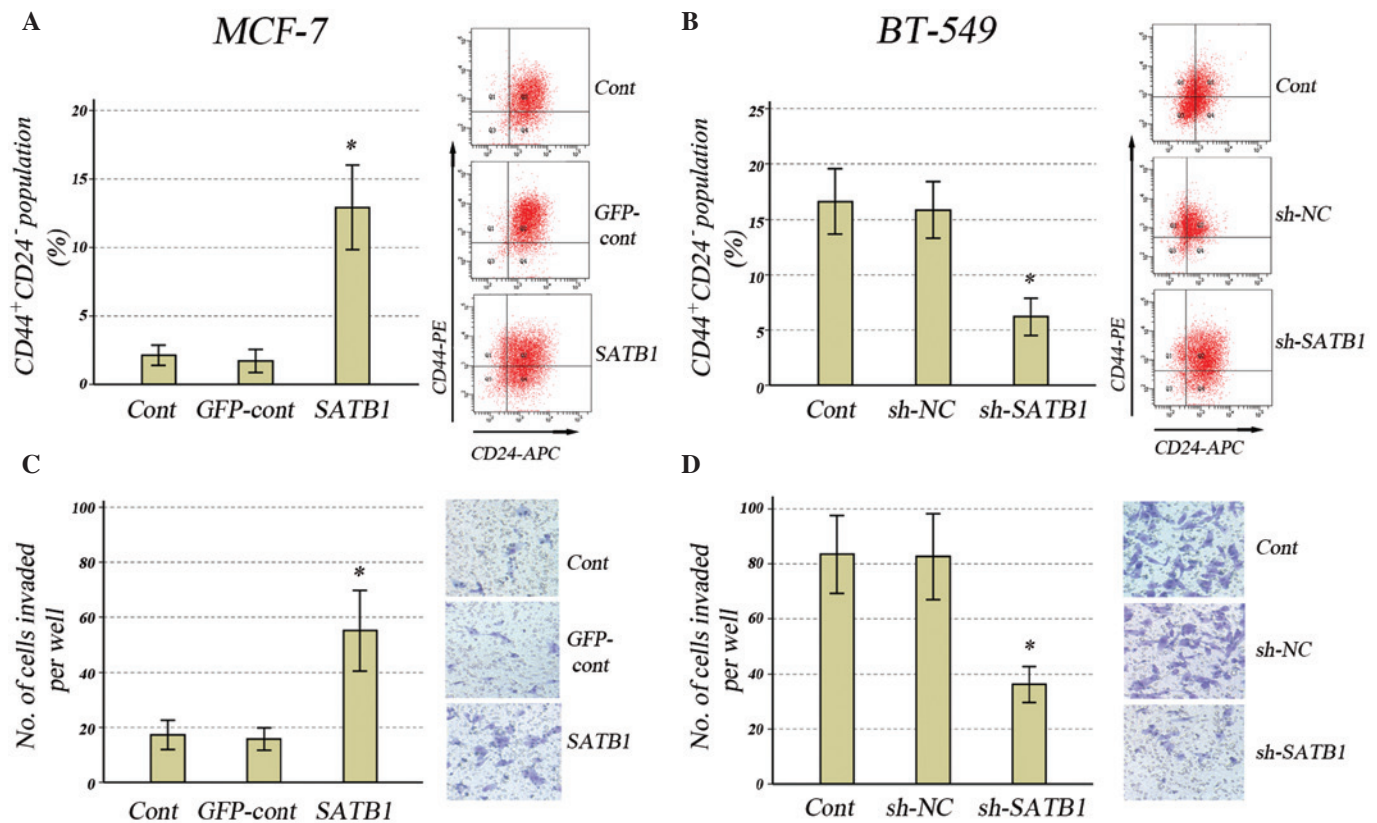 A
MCF-7
CD44+ CD24- population
(%)
20
15
10
5
0
*
Cont
GFP-cont
SATB1
Cont
GFP-
cont
SATB1
CD44-PE
CD24-APC
B
BT-549
CD44+ CD24- population
(%)
25
20
15
10
5
0
*
Cont
sh-NC
sh-SATB1
Cont
sh-NC
sh-SATB1
CD44-PE
CD24-APC
C
No. of cells invaded
per well
100
80
60
40
20
0
*
Cont
GFP-cont
SATB1
Cont
GFP-
cont
SATB1
D
No. of cells invaded
per well
100
80
60
40
20
0
*
Cont
sh-NC
sh-SATB1
Cont
sh-NC
sh-SATB1